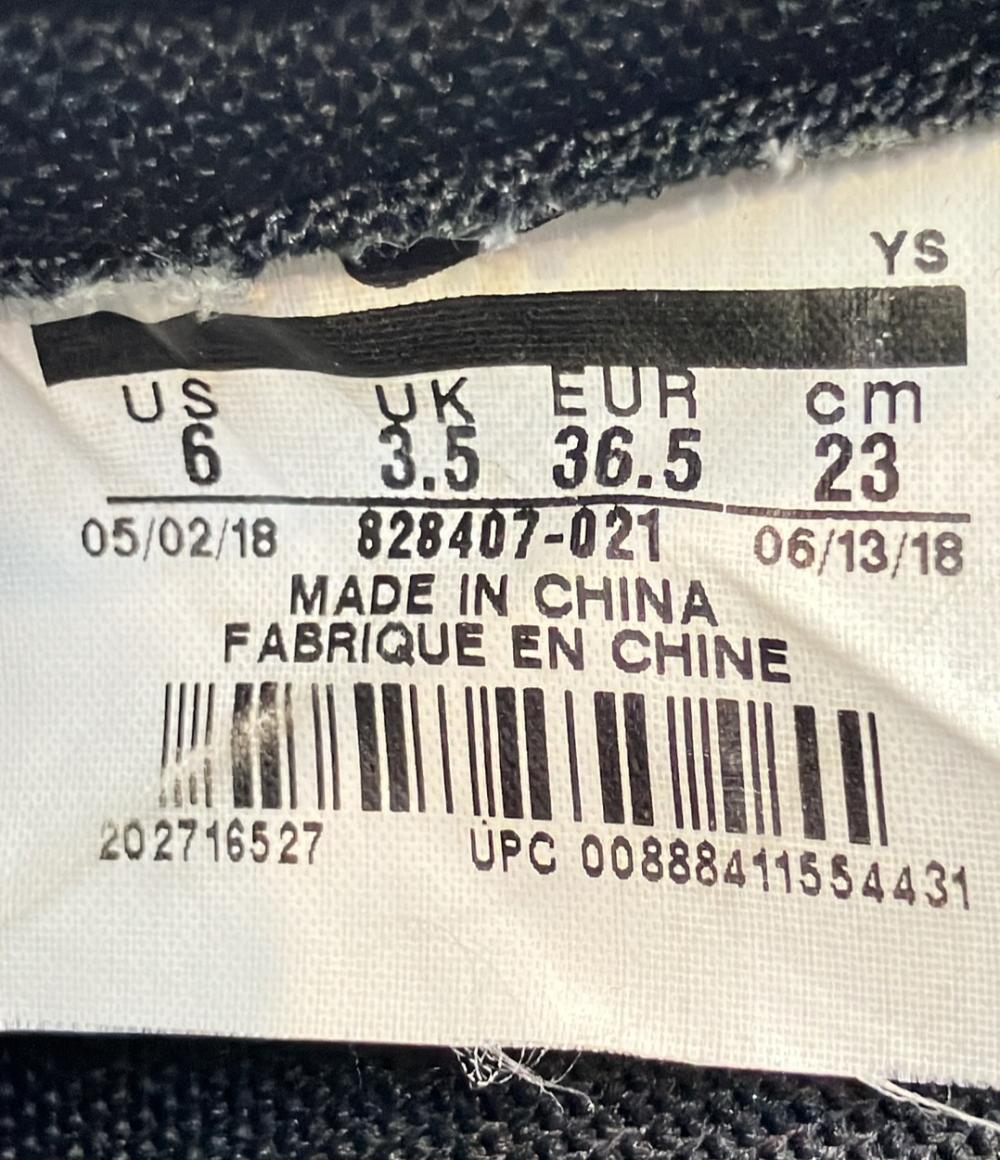 YS
US UK EUR cm
6 3.5 36.5 23
05/02/18 828407-021 06/13/18
MADE IN CHINA
FABRIQUE EN CHINE
202716527 UPC 00888411554431